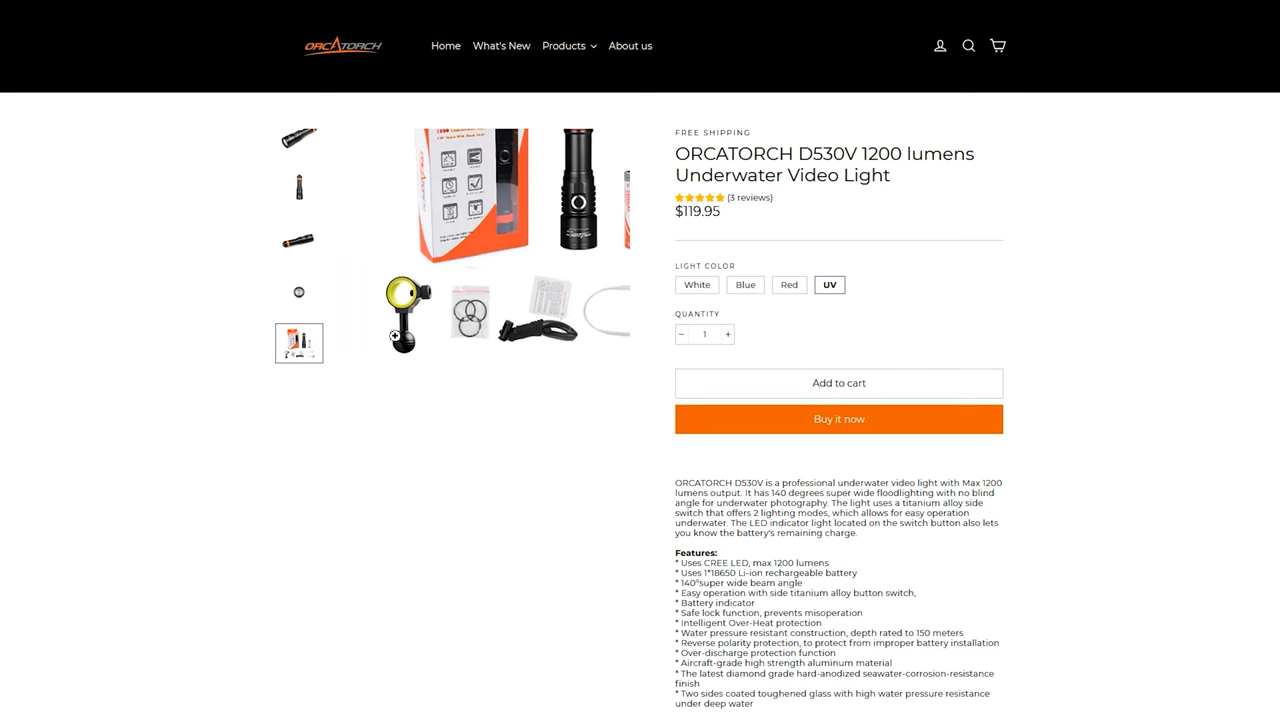 ORCATORCH
Home
What's New
Products
About us
FREE SHIPPING
ORCATORCH D530V 1200 lumens
Underwater Video Light
(3 reviews)
$119.95
LIGHT COLOR
White
Blue
Red
UV
QUANTITY
− 1 +
Add to cart
Buy it now
ORCATORCH D530V is a professional underwater video light with Max 1200
lumens output. It has 140 degrees super wide floodlighting with no blind
angle for underwater photography. The light uses a titanium alloy side
switch that offers 2 lighting modes, which allows for easy operation
underwater. The LED indicator light located on the switch button also lets
you know the battery's remaining charge.
Features:
* Uses CREE LED, max 1200 lumens
* Uses 1*18650 Li-ion rechargeable battery
* 140°super wide beam angle
* Easy operation with side titanium alloy button switch,
* Battery indicator
* Safe lock function, prevents misoperation
* Intelligent Over-Heat protection
* Water pressure resistant construction, depth rated to 150 meters
* Reverse polarity protection, to protect from improper battery installation
* Over-discharge protection function
* Aircraft-grade high strength aluminum material
* The latest diamond grade hard-anodized seawater-corrosion-resistance
finish
* Two sides coated toughened glass with high water pressure resistance
under deep water